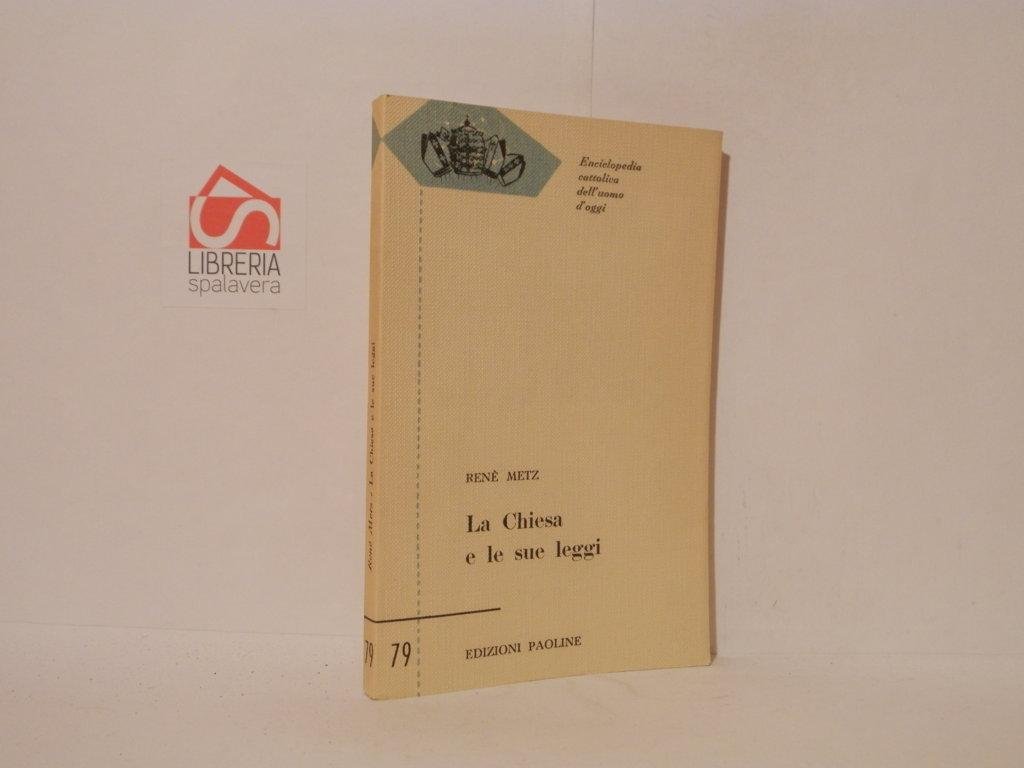 LIBRERIA
spalavera
Enciclopedia
cattolica
dell'uomo
d'oggi
RENÊ METZ
La Chiesa
e le sue leggi
79
EDIZIONI PAOLINE
René Metz - La Chiesa e le sue leggi
79